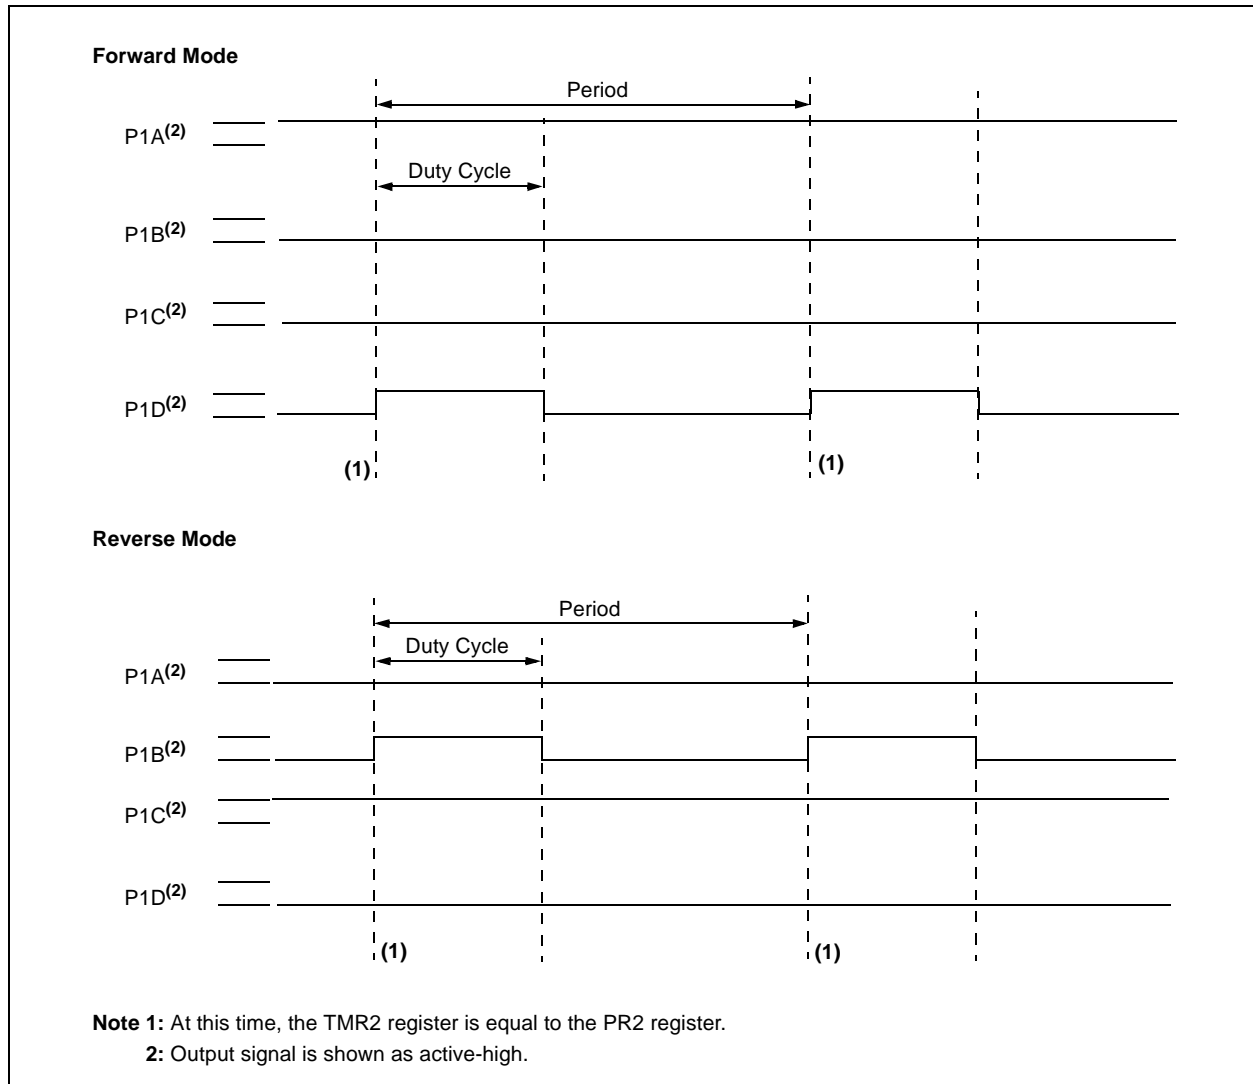 Forward Mode
Period
P1A(2)
Duty Cycle
P1B(2)
P1C(2)
P1D(2)
(1)
(1)
Reverse Mode
Period
Duty Cycle
P1A(2)
P1B(2)
P1C(2)
P1D(2)
(1)
(1)
Note 1: At this time, the TMR2 register is equal to the PR2 register.
2: Output signal is shown as active-high.